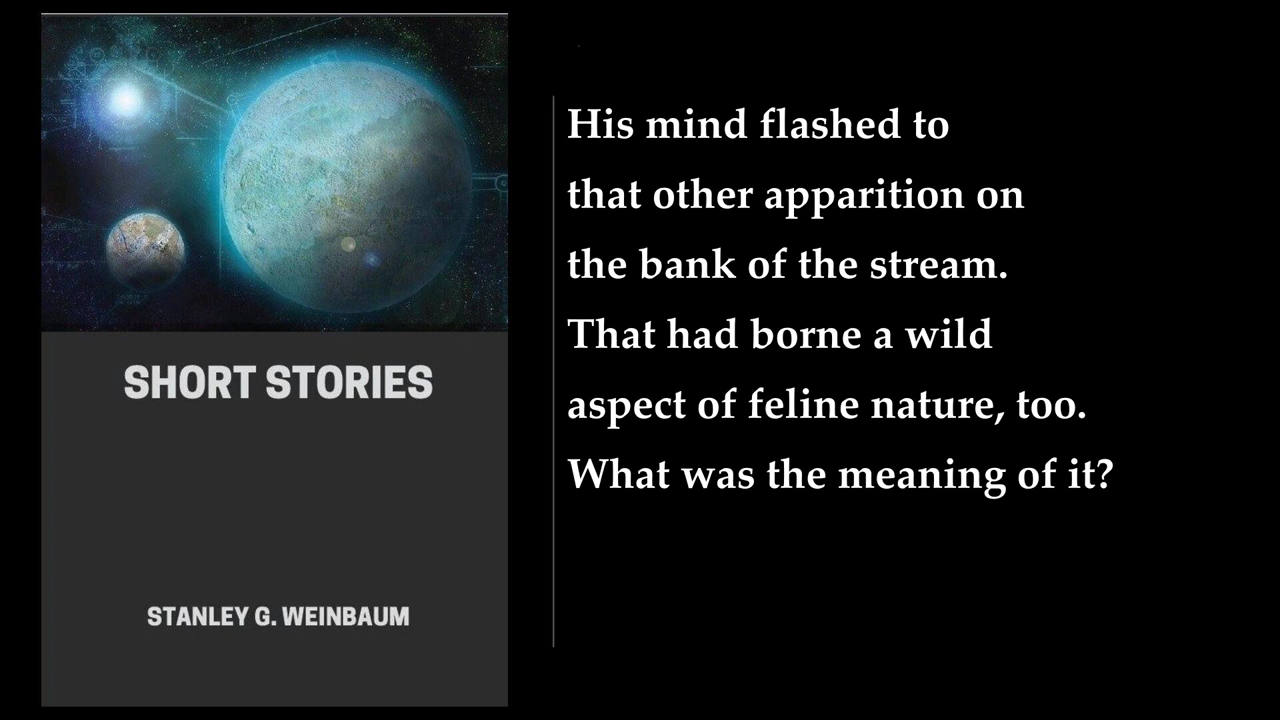 SHORT STORIES
STANLEY G. WEINBAUM
His mind flashed to
that other apparition on
the bank of the stream.
That had borne a wild
aspect of feline nature, too.
What was the meaning of it?